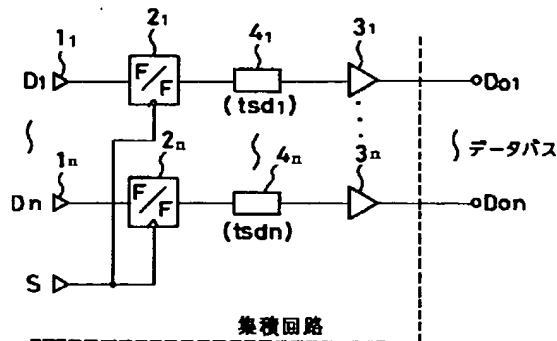 1₁ 2₁ 4₁ 3₁
D1 F/F Do1
(tsd₁)
1n 2n 4n 3n データバス
Dn F/F Don
(tsdn)
S
集積回路